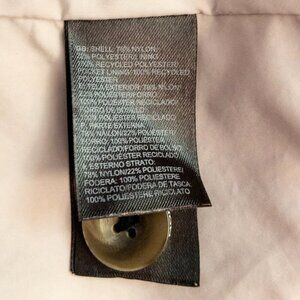 GB: SHELL: 78% NYLON/
22% POLYESTER/LINING:
100% RECYCLED POLYESTER/
POCKET LINING: 100% RECYCLED
POLYESTER
E: TELA EXTERIOR: 78% NYLON/
22% POLIÉSTER/FORRO:
100% POLIÉSTER RECICLADO/
FORRO DE BOLSILLO:
100% POLIÉSTER RECICLADO
P: PARTE EXTERNA:
78% NYLON/22% POLIÉSTER/
FORRO: 100% POLIÉSTER
RECICLADO/FORRO DE BOLSO:
100% POLIÉSTER RECICLADO
I: ESTERNO STRATO:
78% NYLON/22% POLIESTERE/
FODERA: 100% POLIESTERE
RICICLATO/FODERA DI TASCA:
100% POLIESTERE RICICLATO